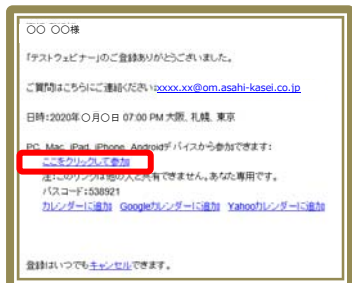 〇〇 〇〇様
「テストウェビナー」のご登録ありがとうございました。
ご質問はこちらにご連絡ください:xxxx.xx@om.asahi-kasei.co.jp
日時:2020年〇月〇日 07:00 PM 大阪、札幌、東京
PC、Mac、iPad、iPhone、Androidデバイスから参加できます:
ここをクリックして参加
注:このリンクは他の人と共有できません。あなた専用です。
パスコード:538921
カレンダーに追加 Googleカレンダーに追加 Yahooカレンダーに追加
登録はいつでもキャンセルできます。